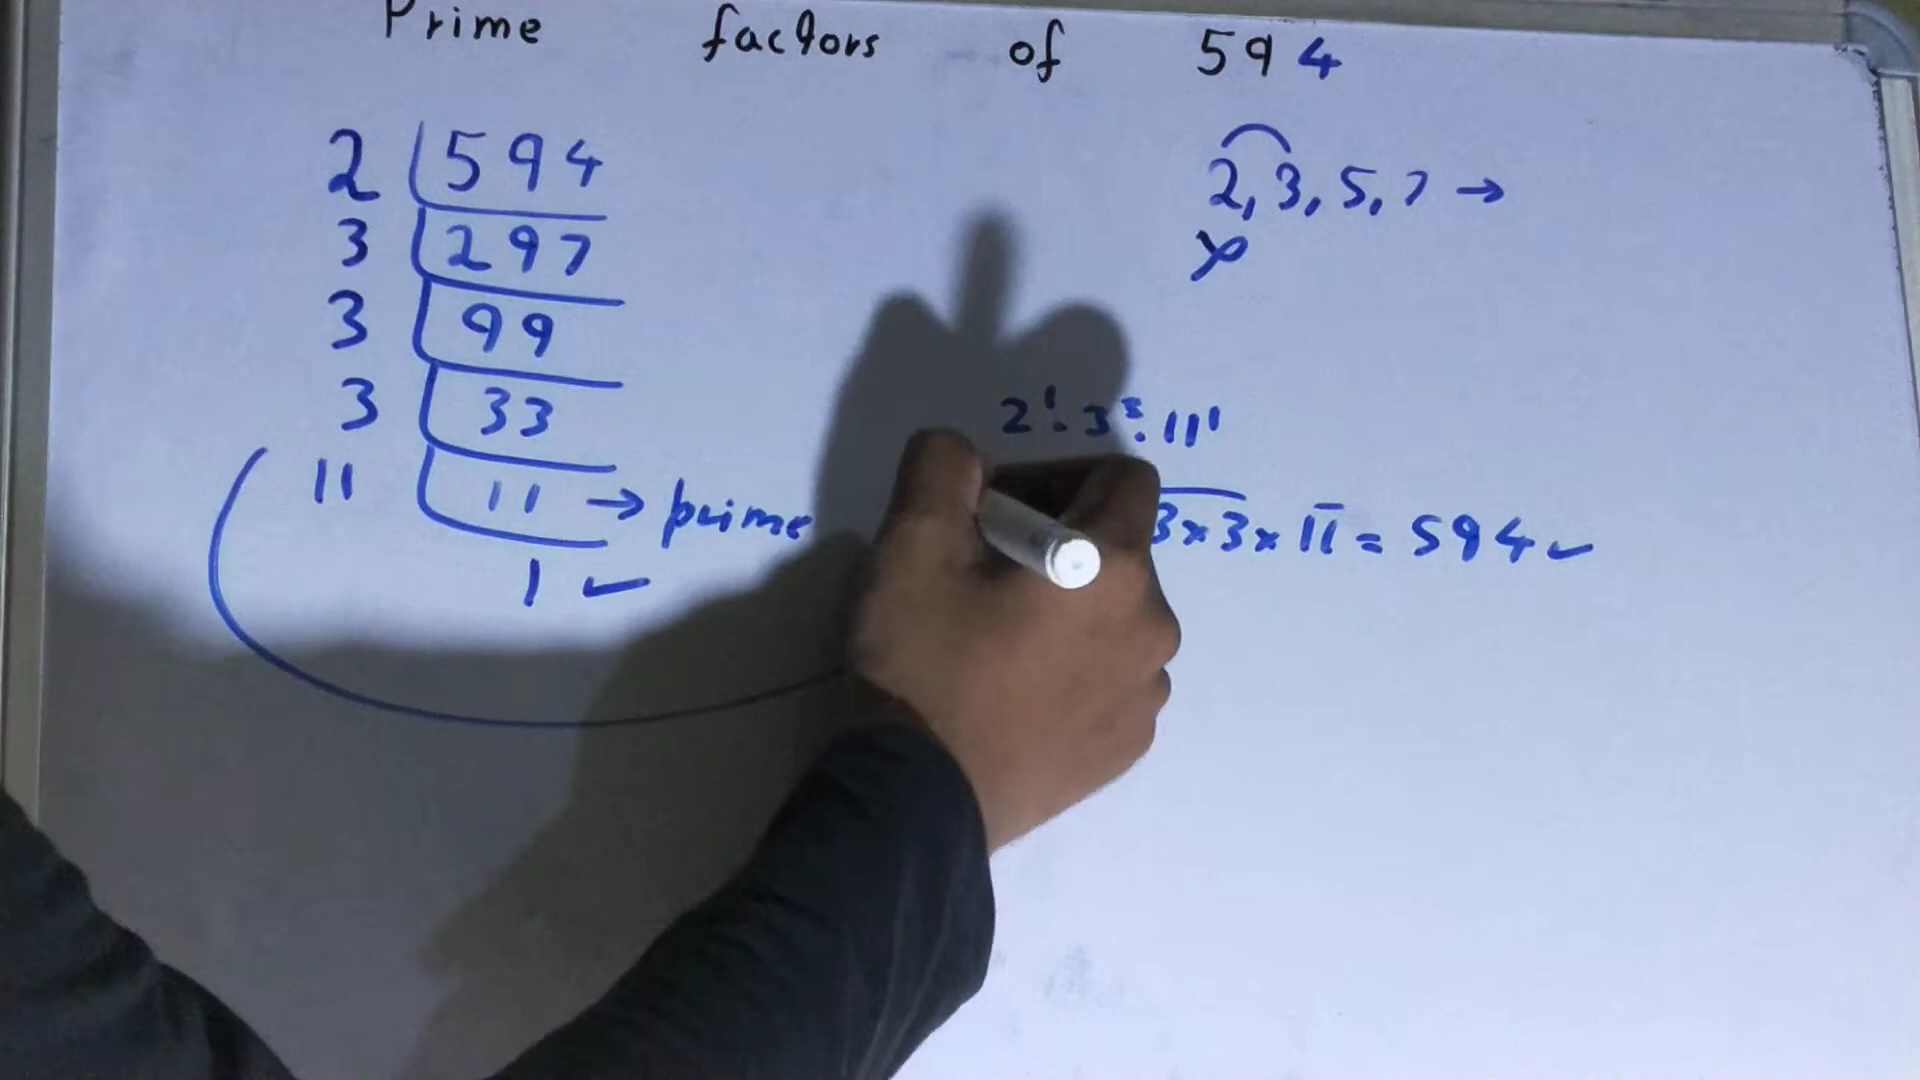 Prime factors of 594
2 | 594
3 | 297
3 | 99
3 | 33
11 | 11 → prime
1 ✓
2, 3, 5, 7 →
2¹ · 3³ · 11¹
3 × 3 × 11 = 594 ✓